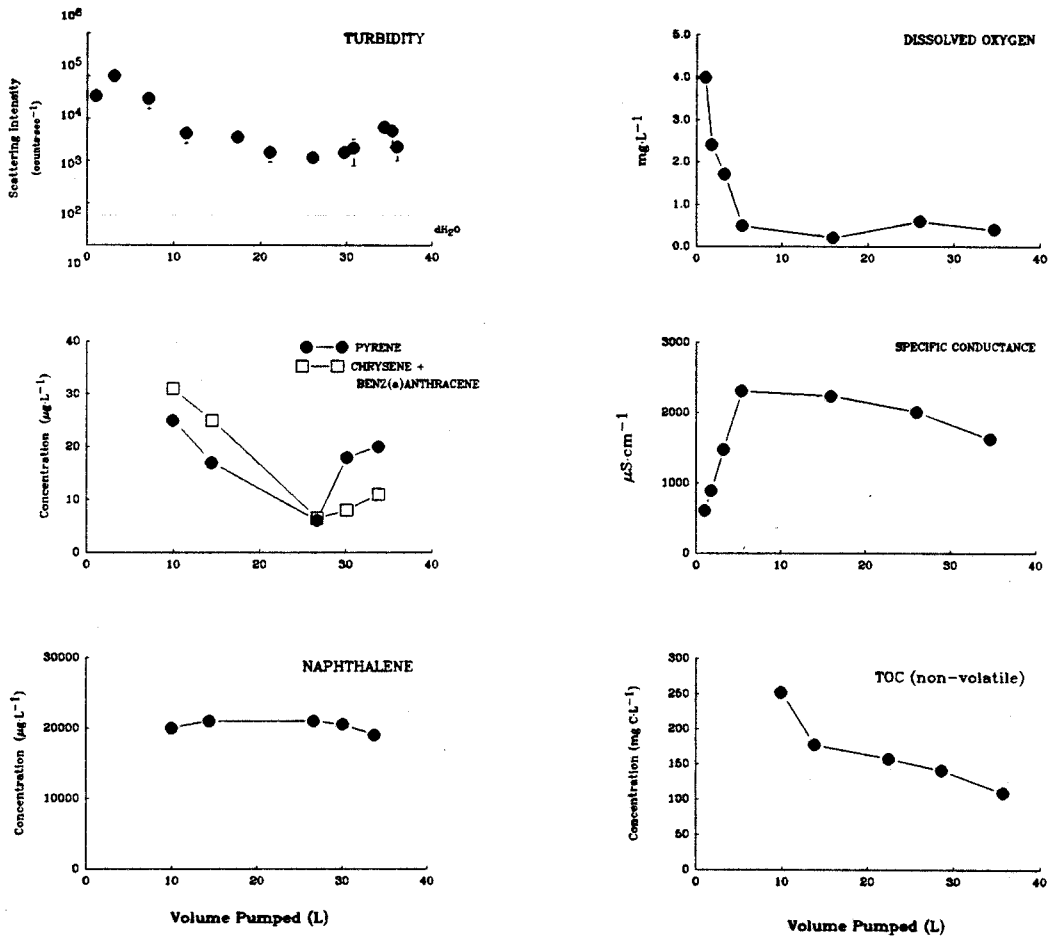 TURBIDITY
10⁶
10⁵
10⁴
10³
10²
10
Scattering Intensity
(counts·sec⁻¹)
dH₂O
0 10 20 30 40
DISSOLVED OXYGEN
5.0
4.0
3.0
2.0
1.0
0.0
mg·L⁻¹
0 10 20 30 40
PYRENE
CHRYSENE +
BENZ(a)ANTHRACENE
40
30
20
10
0
Concentration (μg·L⁻¹)
0 10 20 30 40
SPECIFIC CONDUCTANCE
3000
2000
1000
0
μS·cm⁻¹
0 10 20 30 40
NAPHTHALENE
30000
20000
10000
0
Concentration (μg·L⁻¹)
0 10 20 30 40
Volume Pumped (L)
TOC (non-volatile)
300
250
200
150
100
50
0
Concentration (mg C·L⁻¹)
0 10 20 30 40
Volume Pumped (L)